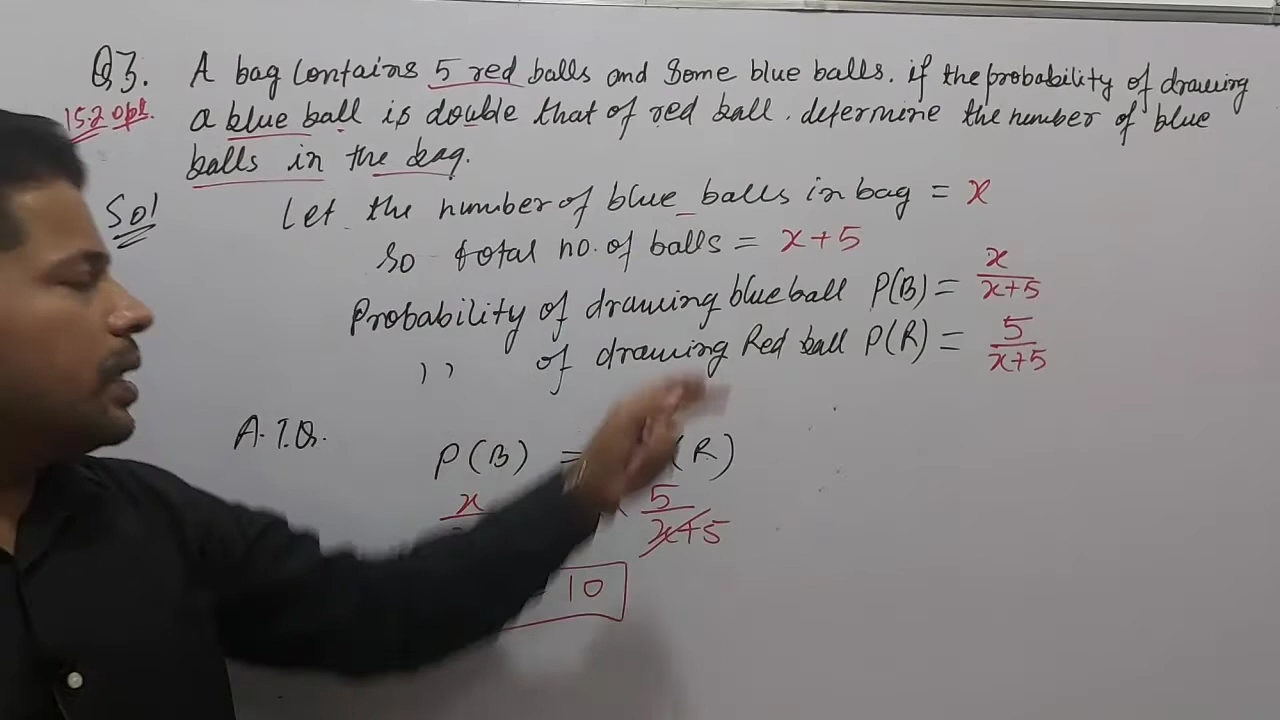 Q3. A bag contains 5 red balls and some blue balls. if the probability of drawing
15.2 Opt.
a blue ball is double that of red ball. determine the number of blue
balls in the bag.
Sol
Let the number of blue balls in bag = x
So total no. of balls = x+5
Probability of drawing blue ball P(B) = x/x+5
,, of drawing Red ball P(R) = 5/x+5
A.T.Q.
P(B) = (R)
x 5/x+5
10